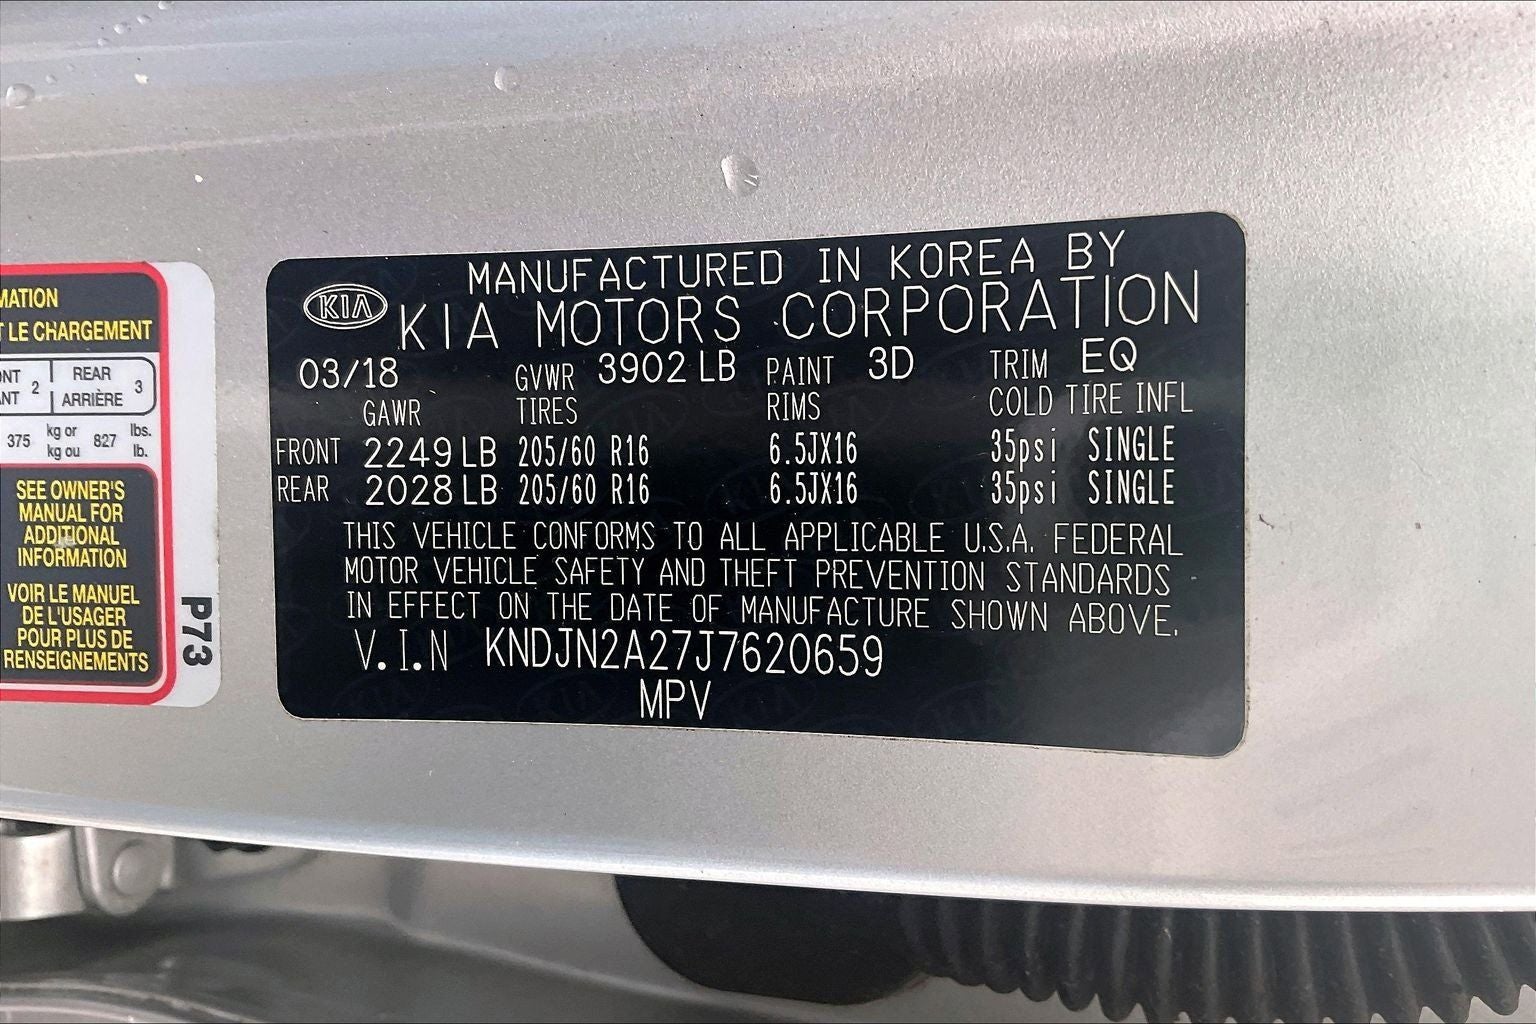 MATION
T LE CHARGEMENT
NT 2 REAR 3
ANT ARRIÈRE
375 kg or 827 lbs.
kg ou lb.
SEE OWNER'S
MANUAL FOR
ADDITIONAL
INFORMATION
VOIR LE MANUEL
DE L'USAGER
POUR PLUS DE
RENSEIGNEMENTS
P73
MANUFACTURED IN KOREA BY
KIA KIA MOTORS CORPORATION
03/18 GVWR 3902 LB PAINT 3D TRIM EQ
GAWR TIRES RIMS COLD TIRE INFL
FRONT 2249 LB 205/60 R16 6.5JX16 35psi SINGLE
REAR 2028 LB 205/60 R16 6.5JX16 35psi SINGLE
THIS VEHICLE CONFORMS TO ALL APPLICABLE U.S.A. FEDERAL
MOTOR VEHICLE SAFETY AND THEFT PREVENTION STANDARDS
IN EFFECT ON THE DATE OF MANUFACTURE SHOWN ABOVE.
V.I.N KNDJN2A27J7620659
MPV